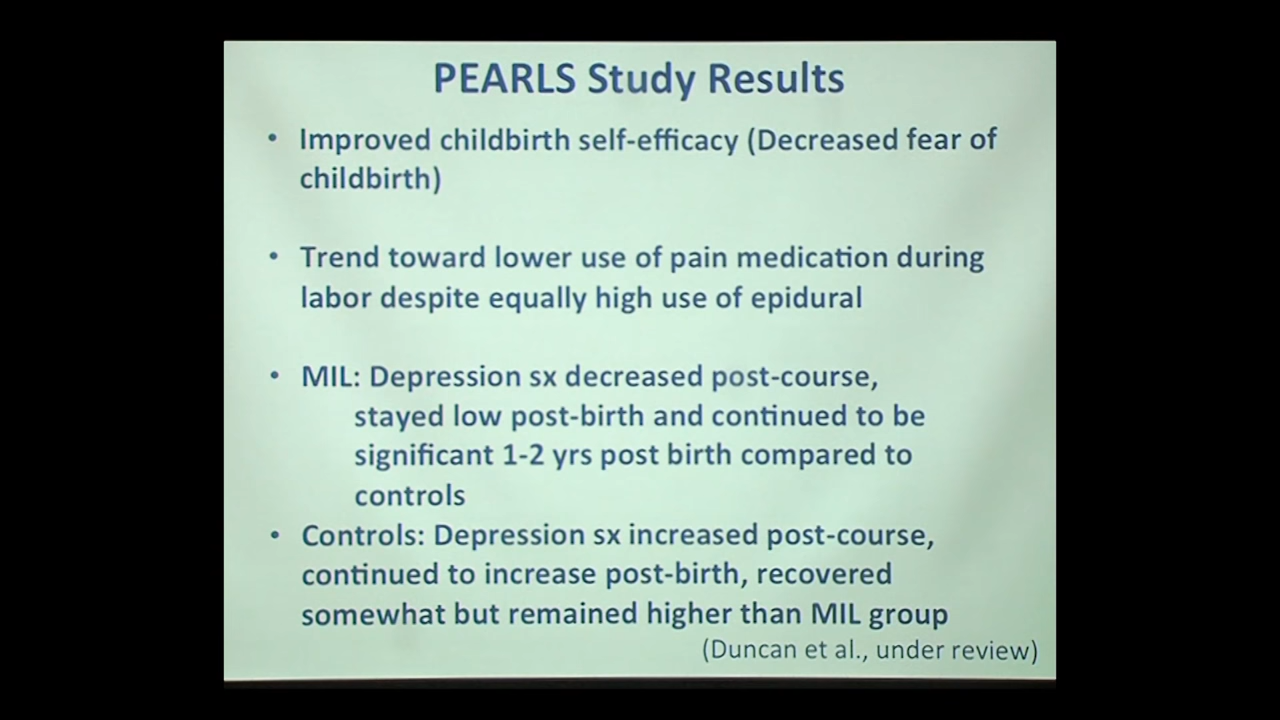 PEARLS Study Results
• Improved childbirth self-efficacy (Decreased fear of
childbirth)
• Trend toward lower use of pain medication during
labor despite equally high use of epidural
• MIL: Depression sx decreased post-course,
stayed low post-birth and continued to be
significant 1-2 yrs post birth compared to
controls
• Controls: Depression sx increased post-course,
continued to increase post-birth, recovered
somewhat but remained higher than MIL group
(Duncan et al., under review)